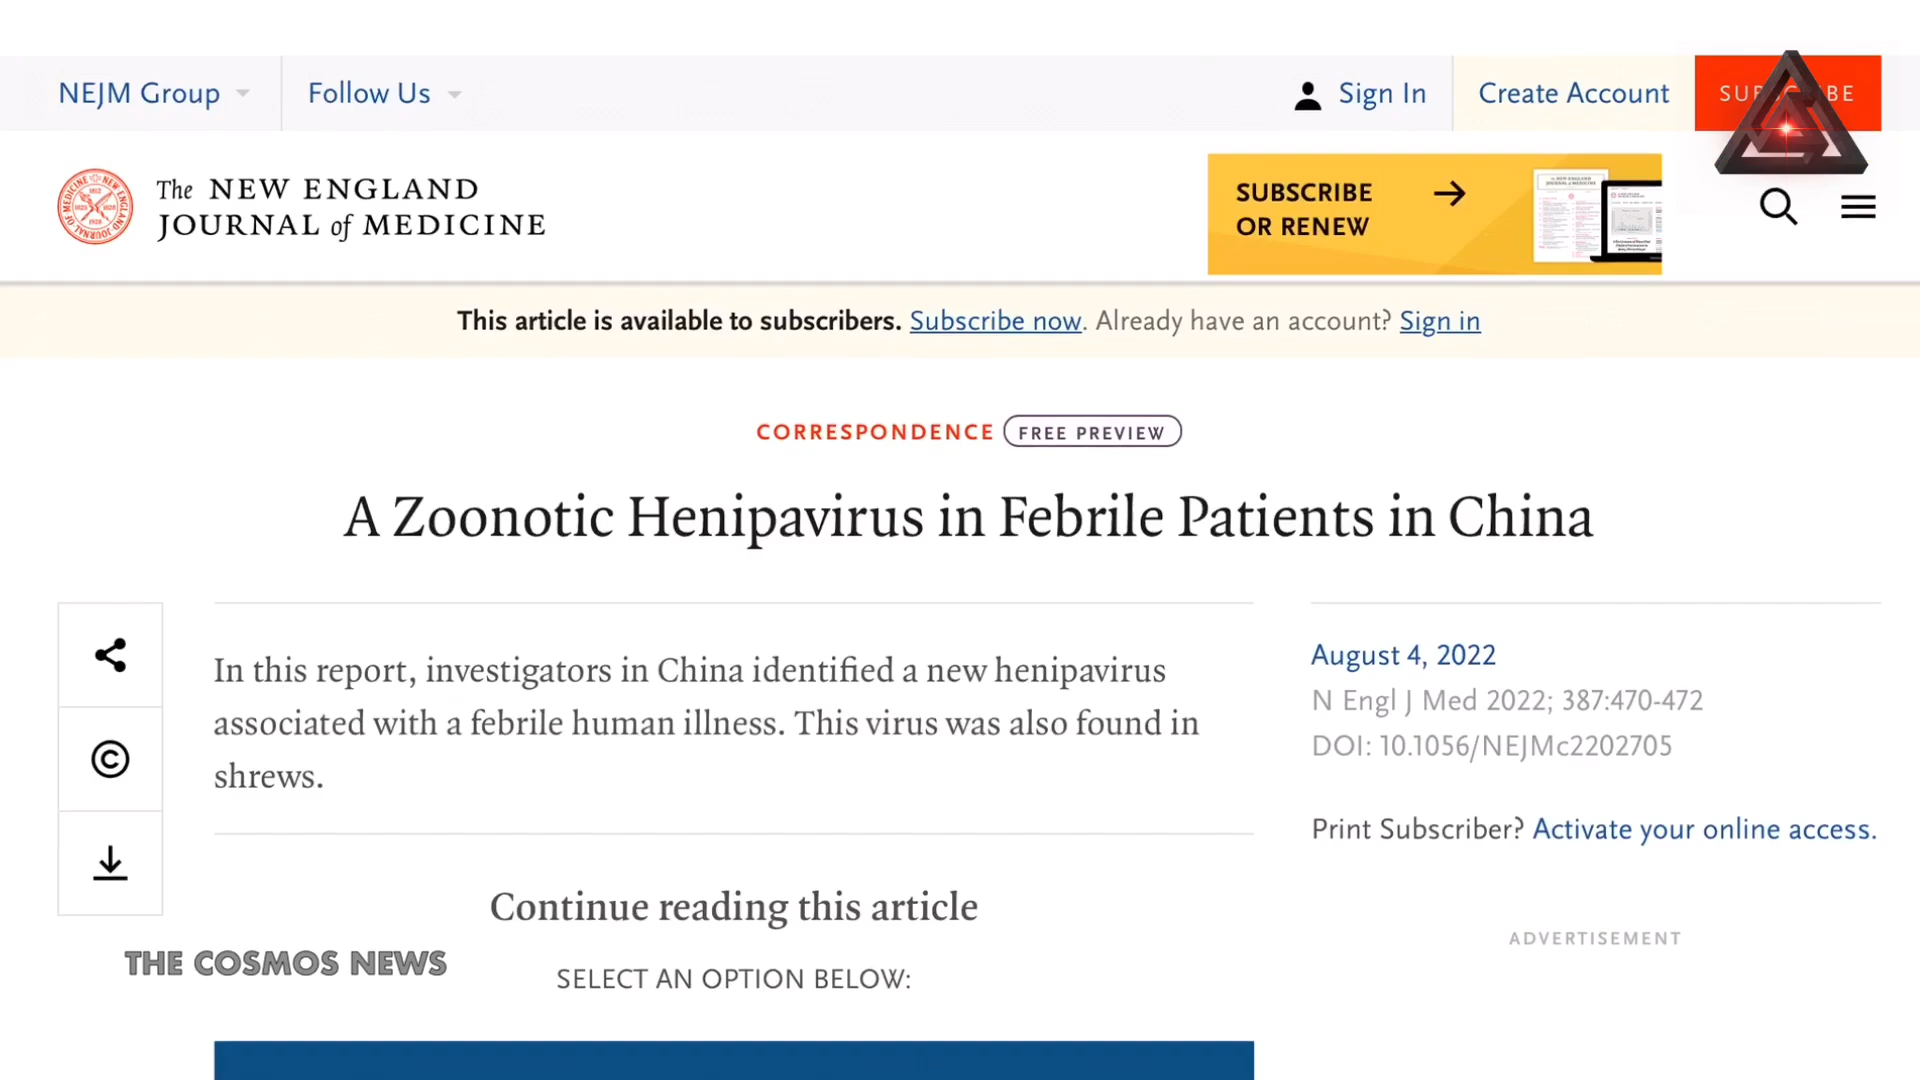 NEJM Group
Follow Us
Sign In
Create Account
SUBSCRIBE
The NEW ENGLAND
JOURNAL of MEDICINE
SUBSCRIBE
OR RENEW
This article is available to subscribers. Subscribe now. Already have an account? Sign in
CORRESPONDENCE FREE PREVIEW
A Zoonotic Henipavirus in Febrile Patients in China
In this report, investigators in China identified a new henipavirus
associated with a febrile human illness. This virus was also found in
shrews.
August 4, 2022
N Engl J Med 2022; 387:470-472
DOI: 10.1056/NEJMc2202705
Print Subscriber? Activate your online access.
Continue reading this article
THE COSMOS NEWS
SELECT AN OPTION BELOW:
ADVERTISEMENT